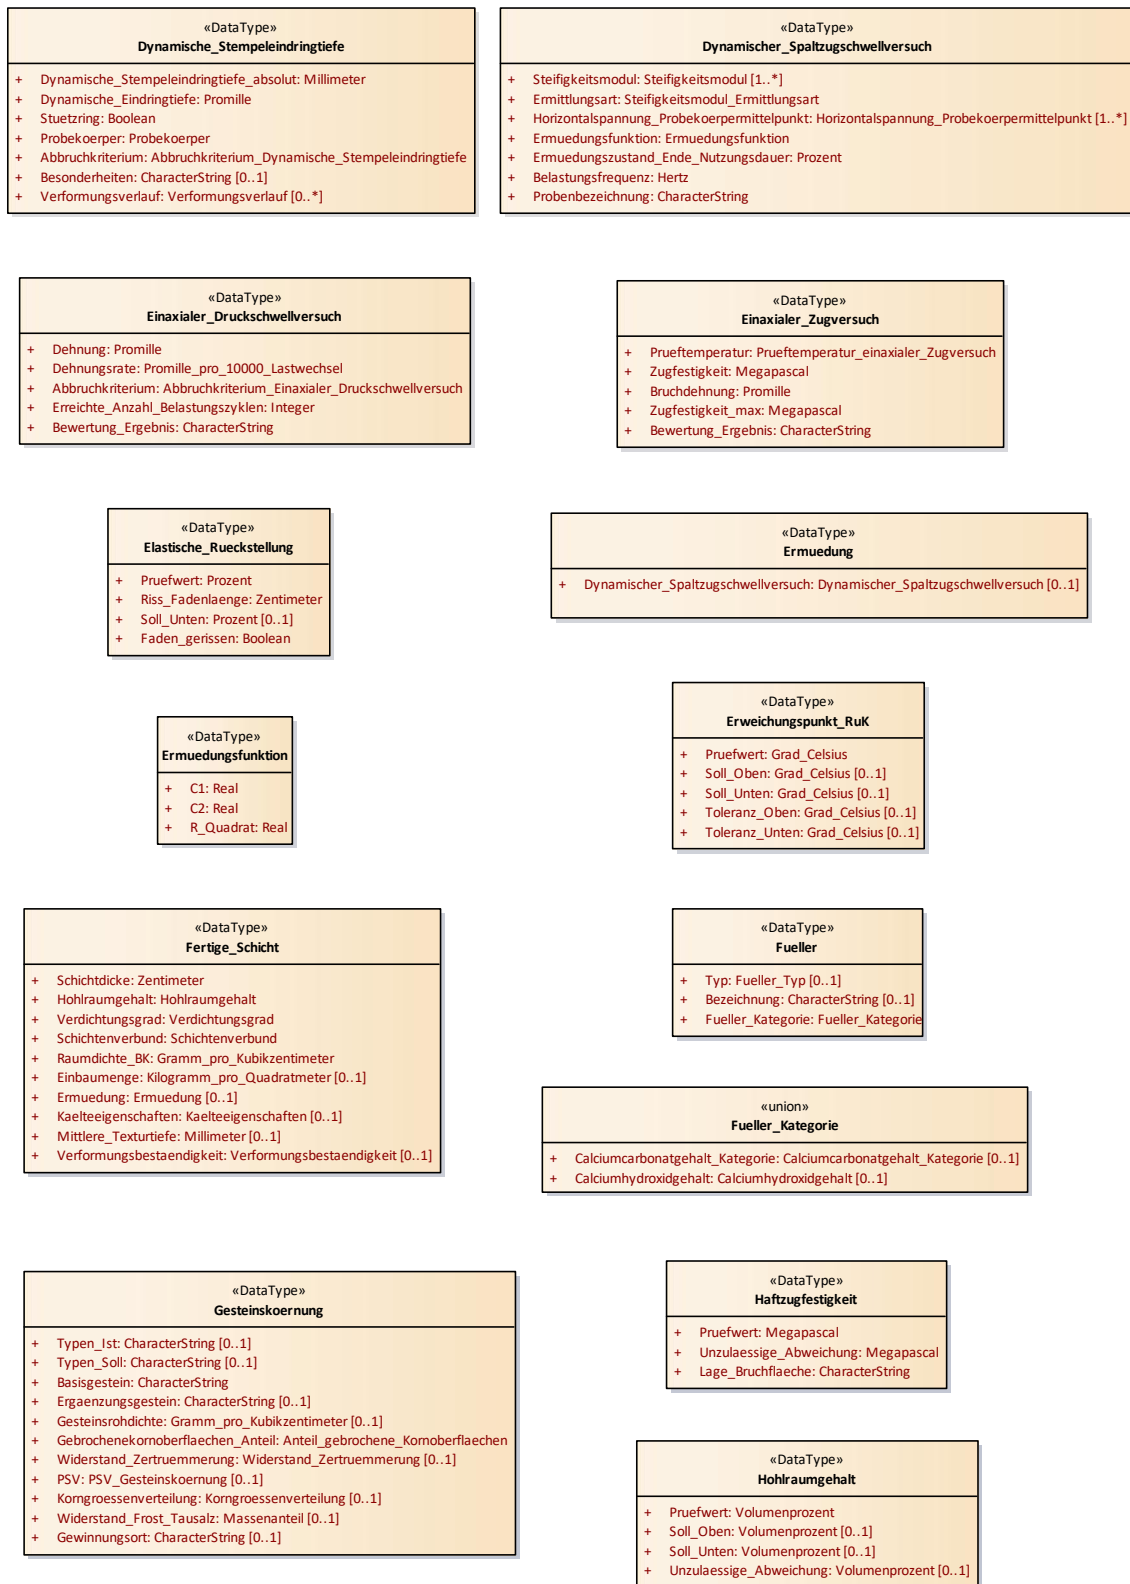 «DataType»
Dynamische_Stempeleindringtiefe
+ Dynamische_Stempeleindringtiefe_absolut: Millimeter
+ Dynamische_Eindringtiefe: Promille
+ Stuetzring: Boolean
+ Probekoerper: Probekoerper
+ Abbruchkriterium: Abbruchkriterium_Dynamische_Stempeleindringtiefe
+ Besonderheiten: CharacterString [0..1]
+ Verformungsverlauf: Verformungsverlauf [0..*]
«DataType»
Dynamischer_Spaltzugschwellversuch
+ Steifigkeitsmodul: Steifigkeitsmodul [1..*]
+ Ermittlungsart: Steifigkeitsmodul_Ermittlungsart
+ Horizontalspannung_Probekoerpermittelpunkt: Horizontalspannung_Probekoerpermittelpunkt [1..*]
+ Ermuedungsfunktion: Ermuedungsfunktion
+ Ermuedungszustand_Ende_Nutzungsdauer: Prozent
+ Belastungsfrequenz: Hertz
+ Probenbezeichnung: CharacterString
«DataType»
Einaxialer_Druckschwellversuch
+ Dehnung: Promille
+ Dehnungsrate: Promille_pro_10000_Lastwechsel
+ Abbruchkriterium: Abbruchkriterium_Einaxialer_Druckschwellversuch
+ Erreichte_Anzahl_Belastungszyklen: Integer
+ Bewertung_Ergebnis: CharacterString
«DataType»
Einaxialer_Zugversuch
+ Prueftemperatur: Prueftemperatur_einaxialer_Zugversuch
+ Zugfestigkeit: Megapascal
+ Bruchdehnung: Promille
+ Zugfestigkeit_max: Megapascal
+ Bewertung_Ergebnis: CharacterString
«DataType»
Elastische_Rueckstellung
+ Pruefwert: Prozent
+ Riss_Fadenlaenge: Zentimeter
+ Soll_Unten: Prozent [0..1]
+ Faden_gerissen: Boolean
«DataType»
Ermuedung
+ Dynamischer_Spaltzugschwellversuch: Dynamischer_Spaltzugschwellversuch [0..1]
«DataType»
Ermuedungsfunktion
+ C1: Real
+ C2: Real
+ R_Quadrat: Real
«DataType»
Erweichungspunkt_RuK
+ Pruefwert: Grad_Celsius
+ Soll_Oben: Grad_Celsius [0..1]
+ Soll_Unten: Grad_Celsius [0..1]
+ Toleranz_Oben: Grad_Celsius [0..1]
+ Toleranz_Unten: Grad_Celsius [0..1]
«DataType»
Fertige_Schicht
+ Schichtdicke: Zentimeter
+ Hohlraumgehalt: Hohlraumgehalt
+ Verdichtungsgrad: Verdichtungsgrad
+ Schichtenverbund: Schichtenverbund
+ Raumdichte_BK: Gramm_pro_Kubikzentimeter
+ Einbaumenge: Kilogramm_pro_Quadratmeter [0..1]
+ Ermuedung: Ermuedung [0..1]
+ Kaelteeigenschaften: Kaelteeigenschaften [0..1]
+ Mittlere_Texturtiefe: Millimeter [0..1]
+ Verformungsbestaendigkeit: Verformungsbestaendigkeit [0..1]
«DataType»
Fueller
+ Typ: Fueller_Typ [0..1]
+ Bezeichnung: CharacterString [0..1]
+ Fueller_Kategorie: Fueller_Kategorie
«union»
Fueller_Kategorie
+ Calciumcarbonatgehalt_Kategorie: Calciumcarbonatgehalt_Kategorie [0..1]
+ Calciumhydroxidgehalt: Calciumhydroxidgehalt [0..1]
«DataType»
Gesteinskoernung
+ Typen_Ist: CharacterString [0..1]
+ Typen_Soll: CharacterString [0..1]
+ Basisgestein: CharacterString
+ Ergaenzungsgestein: CharacterString [0..1]
+ Gesteinsrohdichte: Gramm_pro_Kubikzentimeter [0..1]
+ Gebrochenekornoberflaechen_Anteil: Anteil_gebrochene_Kornoberflaechen
+ Widerstand_Zertruemmerung: Widerstand_Zertruemmerung [0..1]
+ PSV: PSV_Gesteinskoernung [0..1]
+ Korngroessenverteilung: Korngroessenverteilung [0..1]
+ Widerstand_Frost_Tausalz: Massenanteil [0..1]
+ Gewinnungsort: CharacterString [0..1]
«DataType»
Haftzugfestigkeit
+ Pruefwert: Megapascal
+ Unzulaessige_Abweichung: Megapascal
+ Lage_Bruchflaeche: CharacterString
«DataType»
Hohlraumgehalt
+ Pruefwert: Volumenprozent
+ Soll_Oben: Volumenprozent [0..1]
+ Soll_Unten: Volumenprozent [0..1]
+ Unzulaessige_Abweichung: Volumenprozent [0..1]